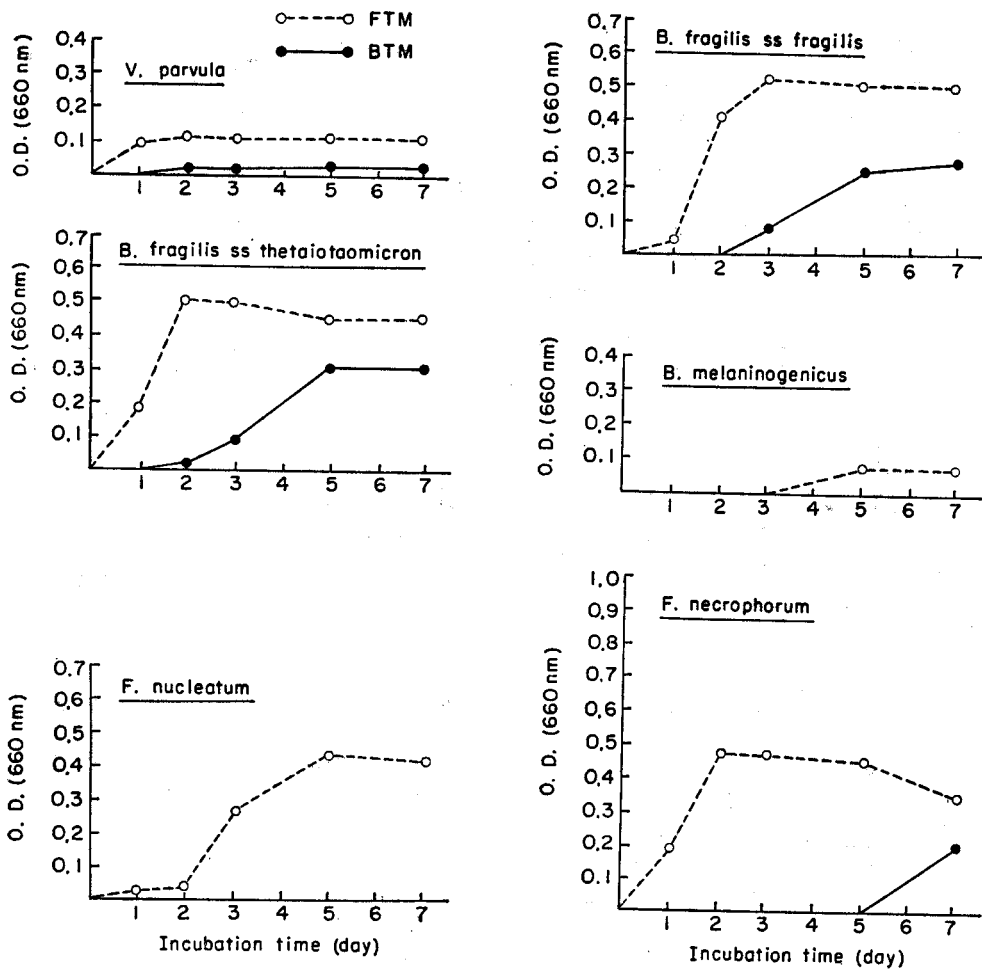 FTM
BTM
V. parvula
O. D. (660 nm)
0.4
0.3
0.2
0.1
1 2 3 4 5 6 7
B. fragilis ss fragilis
O. D. (660 nm)
0.7
0.6
0.5
0.4
0.3
0.2
0.1
1 2 3 4 5 6 7
B. fragilis ss thetaiotaomicron
O. D. (660 nm)
0.7
0.6
0.5
0.4
0.3
0.2
0.1
1 2 3 4 5 6 7
B. melaninogenicus
O. D. (660 nm)
0.4
0.3
0.2
0.1
1 2 3 4 5 6 7
F. nucleatum
O. D. (660 nm)
0.7
0.6
0.5
0.4
0.3
0.2
0.1
1 2 3 4 5 6 7
Incubation time (day)
F. necrophorum
O. D. (660 nm)
1.0
0.9
0.8
0.7
0.6
0.5
0.4
0.3
0.2
0.1
1 2 3 4 5 6 7
Incubation time (day)